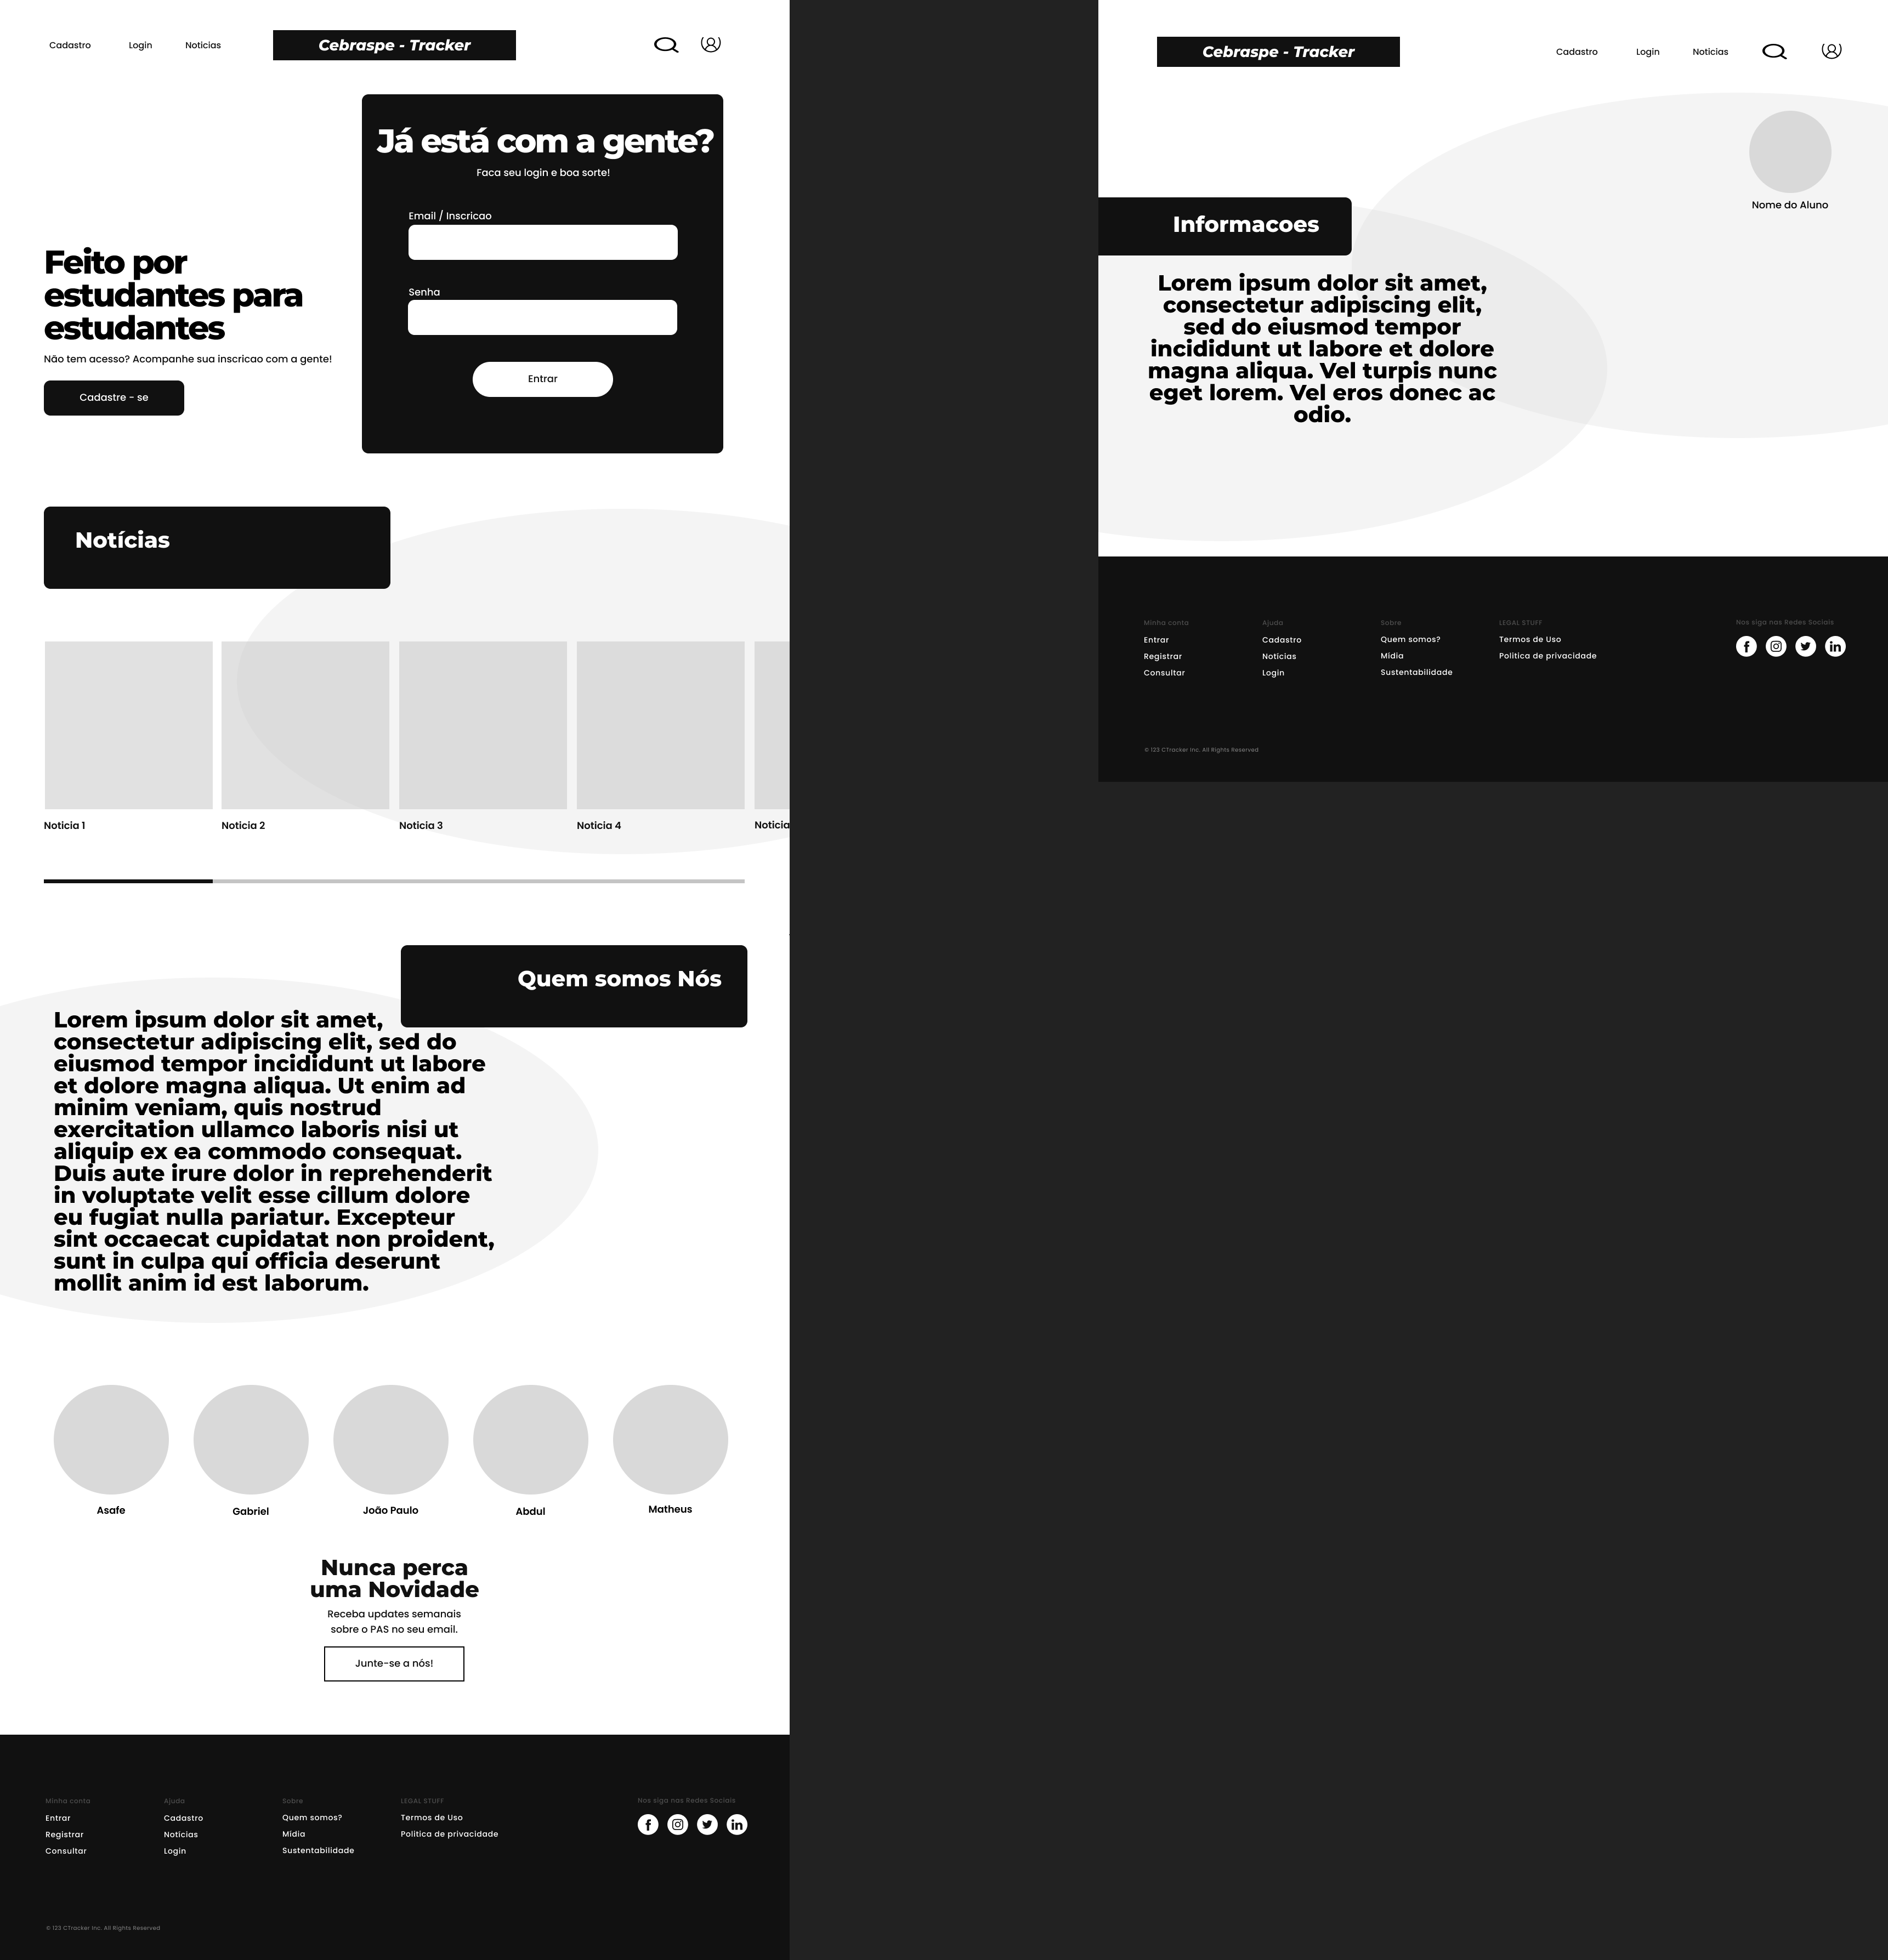 Cadastro Login Noticias Cebraspe - Tracker
Já está com a gente?
Faca seu login e boa sorte!
Email / Inscricao
Senha
Entrar
Feito por
estudantes para
estudantes
Não tem acesso? Acompanhe sua inscricao com a gente!
Cadastre - se
Notícias
Noticia 1 Noticia 2 Noticia 3 Noticia 4 Noticia
Quem somos Nós
Lorem ipsum dolor sit amet,
consectetur adipiscing elit, sed do
eiusmod tempor incididunt ut labore
et dolore magna aliqua. Ut enim ad
minim veniam, quis nostrud
exercitation ullamco laboris nisi ut
aliquip ex ea commodo consequat.
Duis aute irure dolor in reprehenderit
in voluptate velit esse cillum dolore
eu fugiat nulla pariatur. Excepteur
sint occaecat cupidatat non proident,
sunt in culpa qui officia deserunt
mollit anim id est laborum.
Asafe Gabriel João Paulo Abdul Matheus
Nunca perca
uma Novidade
Receba updates semanais
sobre o PAS no seu email.
Junte-se a nós!
Minha conta
Entrar
Registrar
Consultar
Ajuda
Cadastro
Notícias
Login
Sobre
Quem somos?
Mídia
Sustentabilidade
LEGAL STUFF
Termos de Uso
Politica de privacidade
Nos siga nas Redes Sociais
© 123 CTracker Inc. All Rights Reserved
Cebraspe - Tracker Cadastro Login Noticias
Nome do Aluno
Informacoes
Lorem ipsum dolor sit amet,
consectetur adipiscing elit,
sed do eiusmod tempor
incididunt ut labore et dolore
magna aliqua. Vel turpis nunc
eget lorem. Vel eros donec ac
odio.
Minha conta
Entrar
Registrar
Consultar
Ajuda
Cadastro
Notícias
Login
Sobre
Quem somos?
Mídia
Sustentabilidade
LEGAL STUFF
Termos de Uso
Politica de privacidade
Nos siga nas Redes Sociais
© 123 CTracker Inc. All Rights Reserved